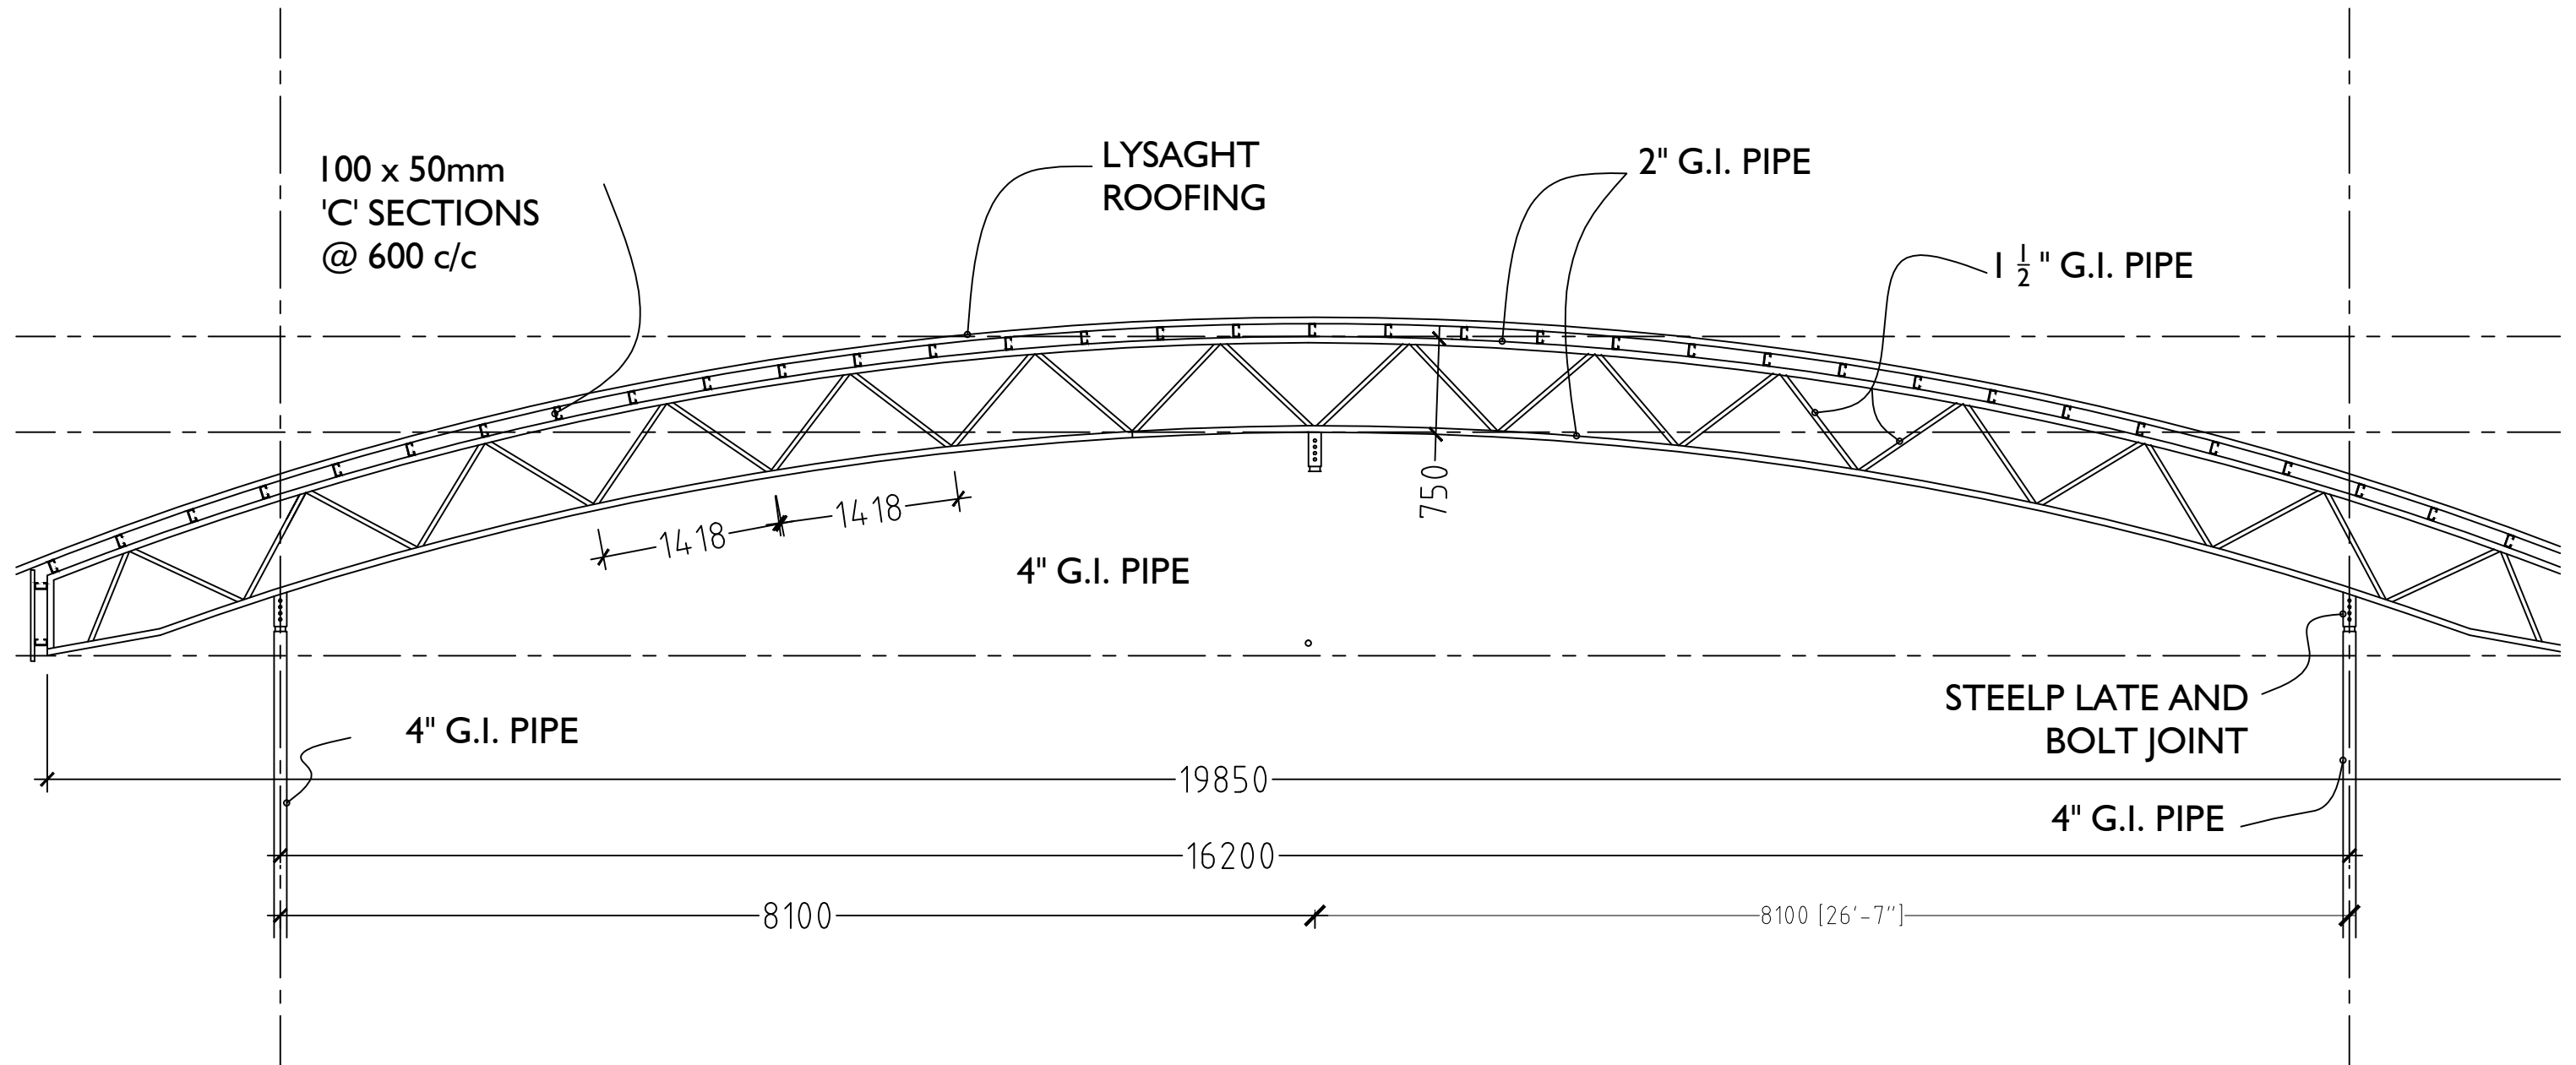 LYSAGHT
ROOFING
100 x 50mm
'C' SECTIONS
@ 600 c/c
2" G.I. PIPE
1 1/2 " G.I. PIPE
1418
1418
750
4" G.I. PIPE
STEELP LATE AND
BOLT JOINT
4" G.I. PIPE
19850
4" G.I. PIPE
16200
8100
8100 [26'-7"]